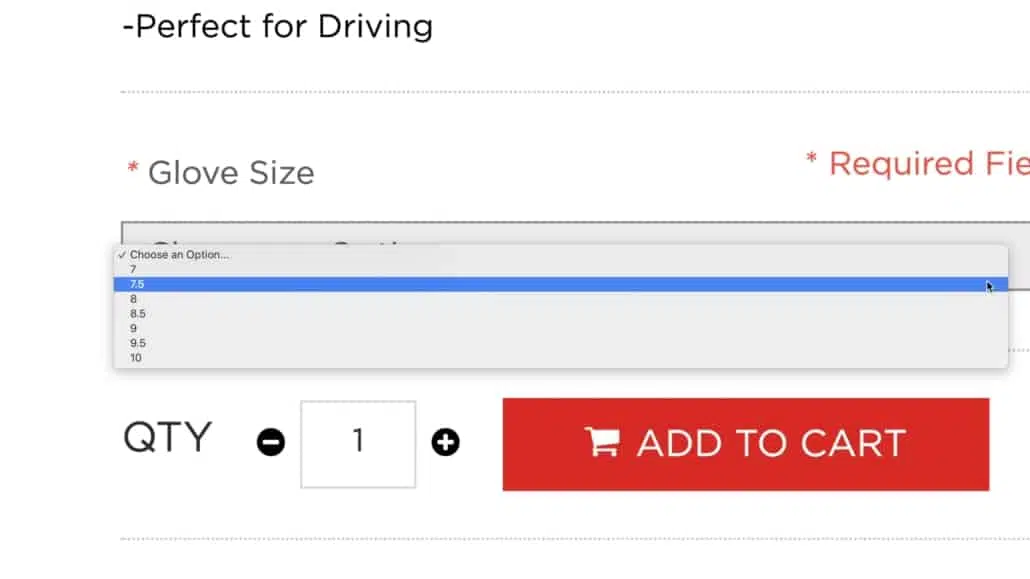 -Perfect for Driving
* Glove Size
* Required Fie
✓ Choose an Option...
7
7.5
8
8.5
9
9.5
10
QTY
1
ADD TO CART